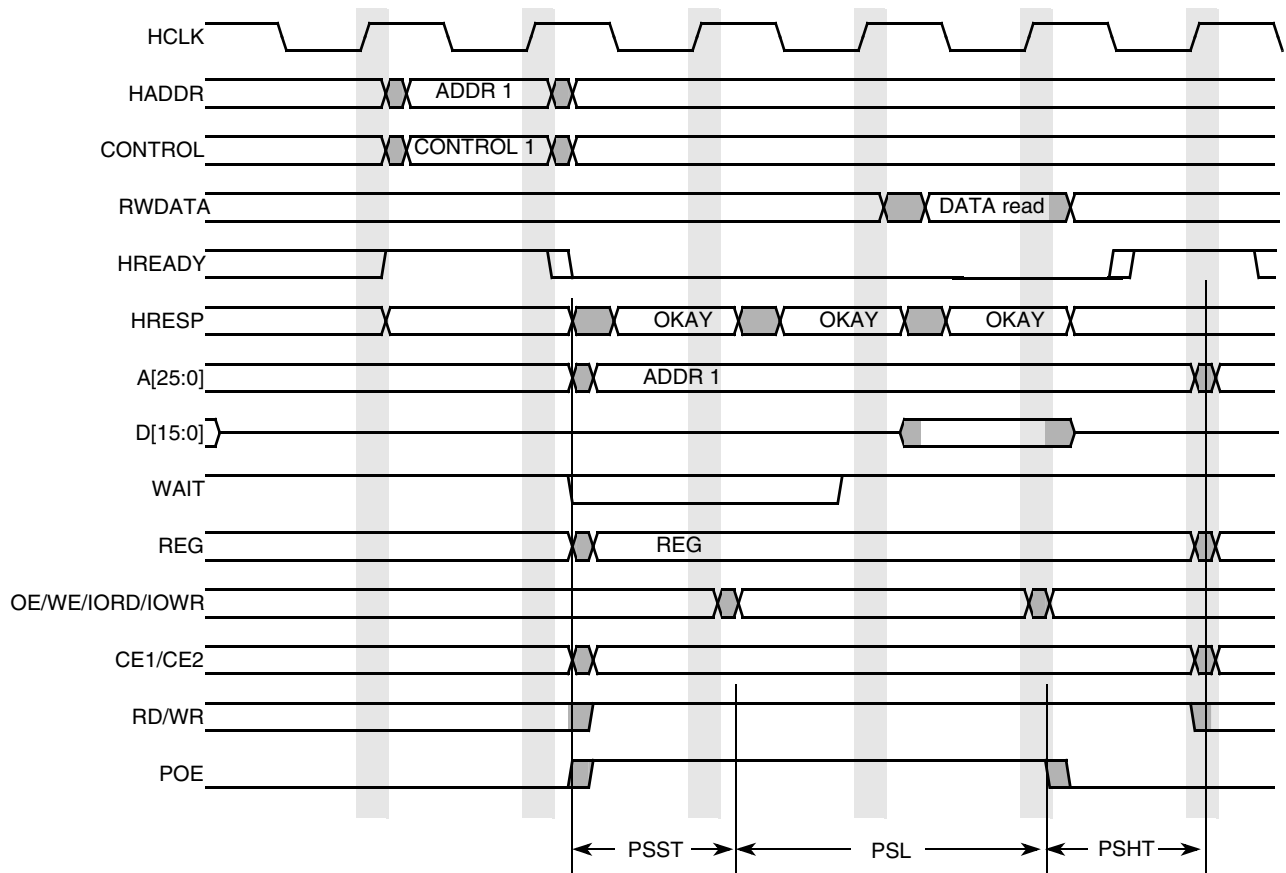 HCLK
HADDR ADDR 1
CONTROL CONTROL 1
RWDATA DATA read
HREADY
HRESP OKAY OKAY OKAY
A[25:0] ADDR 1
D[15:0]
WAIT
REG REG
OE/WE/IORD/IOWR
CE1/CE2
RD/WR
POE
PSST PSL PSHT